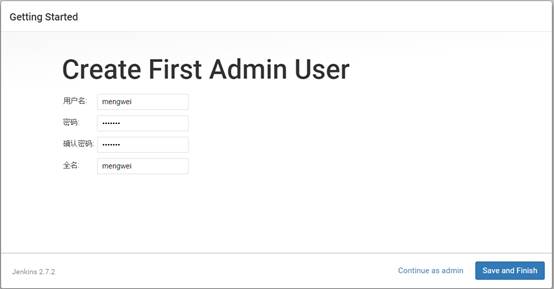 Getting Started
Create First Admin User
用户名: mengwei
密码: •••••••
确认密码: •••••••
全名: mengwei
Jenkins 2.7.2 Continue as admin Save and Finish